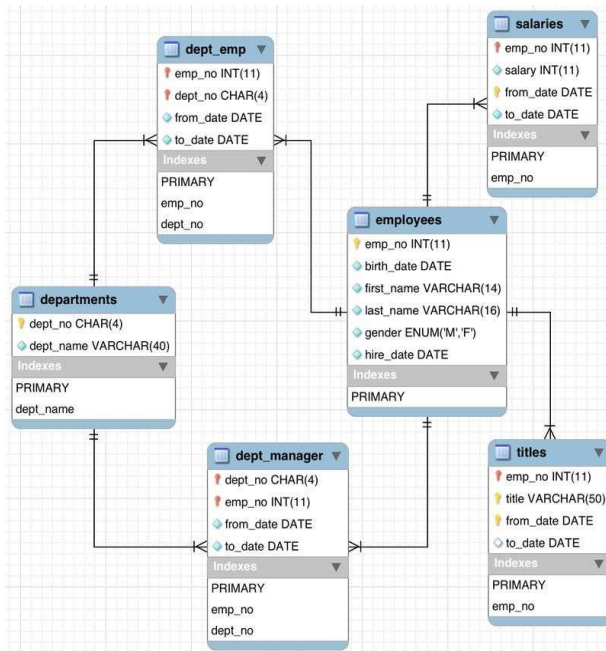 dept_emp
emp_no INT(11)
dept_no CHAR(4)
from_date DATE
to_date DATE
Indexes
PRIMARY
emp_no
dept_no
salaries
emp_no INT(11)
salary INT(11)
from_date DATE
to_date DATE
Indexes
PRIMARY
emp_no
employees
emp_no INT(11)
birth_date DATE
first_name VARCHAR(14)
last_name VARCHAR(16)
gender ENUM('M','F')
hire_date DATE
Indexes
PRIMARY
departments
dept_no CHAR(4)
dept_name VARCHAR(40)
Indexes
PRIMARY
dept_name
dept_manager
dept_no CHAR(4)
emp_no INT(11)
from_date DATE
to_date DATE
Indexes
PRIMARY
emp_no
dept_no
titles
emp_no INT(11)
title VARCHAR(50)
from_date DATE
to_date DATE
Indexes
PRIMARY
emp_no